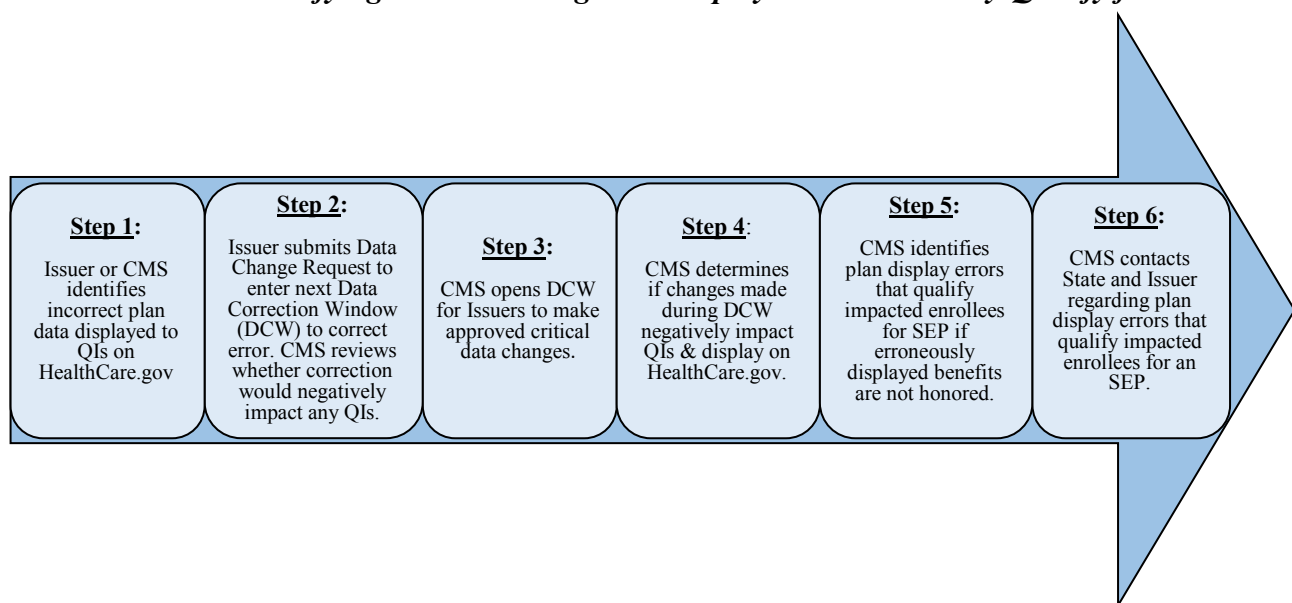 Step 1:
Issuer or CMS
identifies
incorrect plan
data displayed to
QIs on
HealthCare.gov
Step 2:
Issuer submits Data
Change Request to
enter next Data
Correction Window
(DCW) to correct
error. CMS reviews
whether correction
would negatively
impact any QIs.
Step 3:
CMS opens DCW
for Issuers to make
approved critical
data changes.
Step 4:
CMS determines
if changes made
during DCW
negatively impact
QIs & display on
HealthCare.gov.
Step 5:
CMS identifies
plan display errors
that qualify
impacted enrollees
for SEP if
erroneously
displayed benefits
are not honored.
Step 6:
CMS contacts
State and Issuer
regarding plan
display errors that
qualify impacted
enrollees for an
SEP.